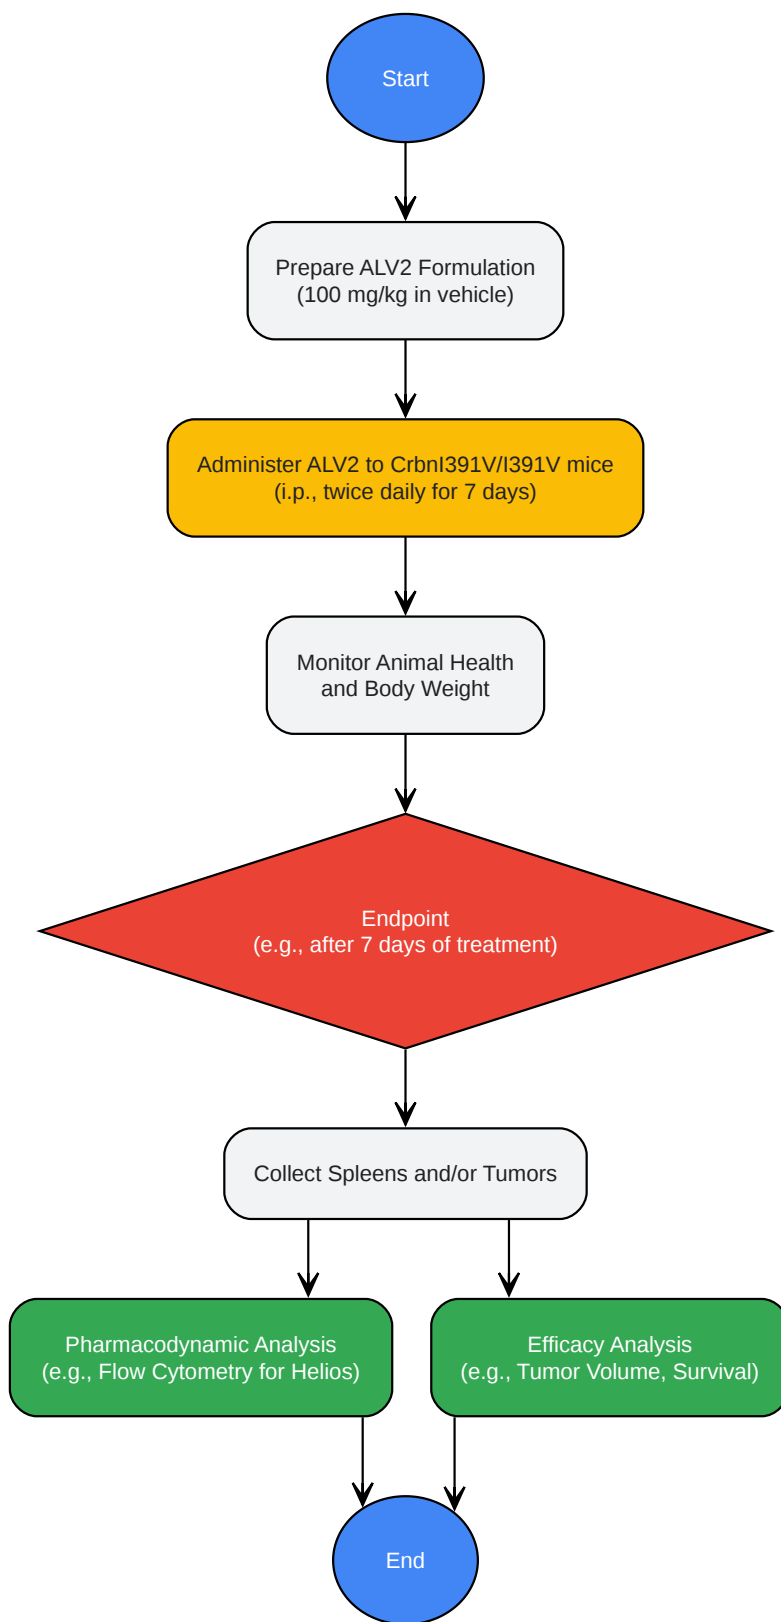 Start
Prepare ALV2 Formulation
(100 mg/kg in vehicle)
Administer ALV2 to CrbnI391V/I391V mice
(i.p., twice daily for 7 days)
Monitor Animal Health
and Body Weight
Endpoint
(e.g., after 7 days of treatment)
Collect Spleens and/or Tumors
Pharmacodynamic Analysis
(e.g., Flow Cytometry for Helios)
Efficacy Analysis
(e.g., Tumor Volume, Survival)
End